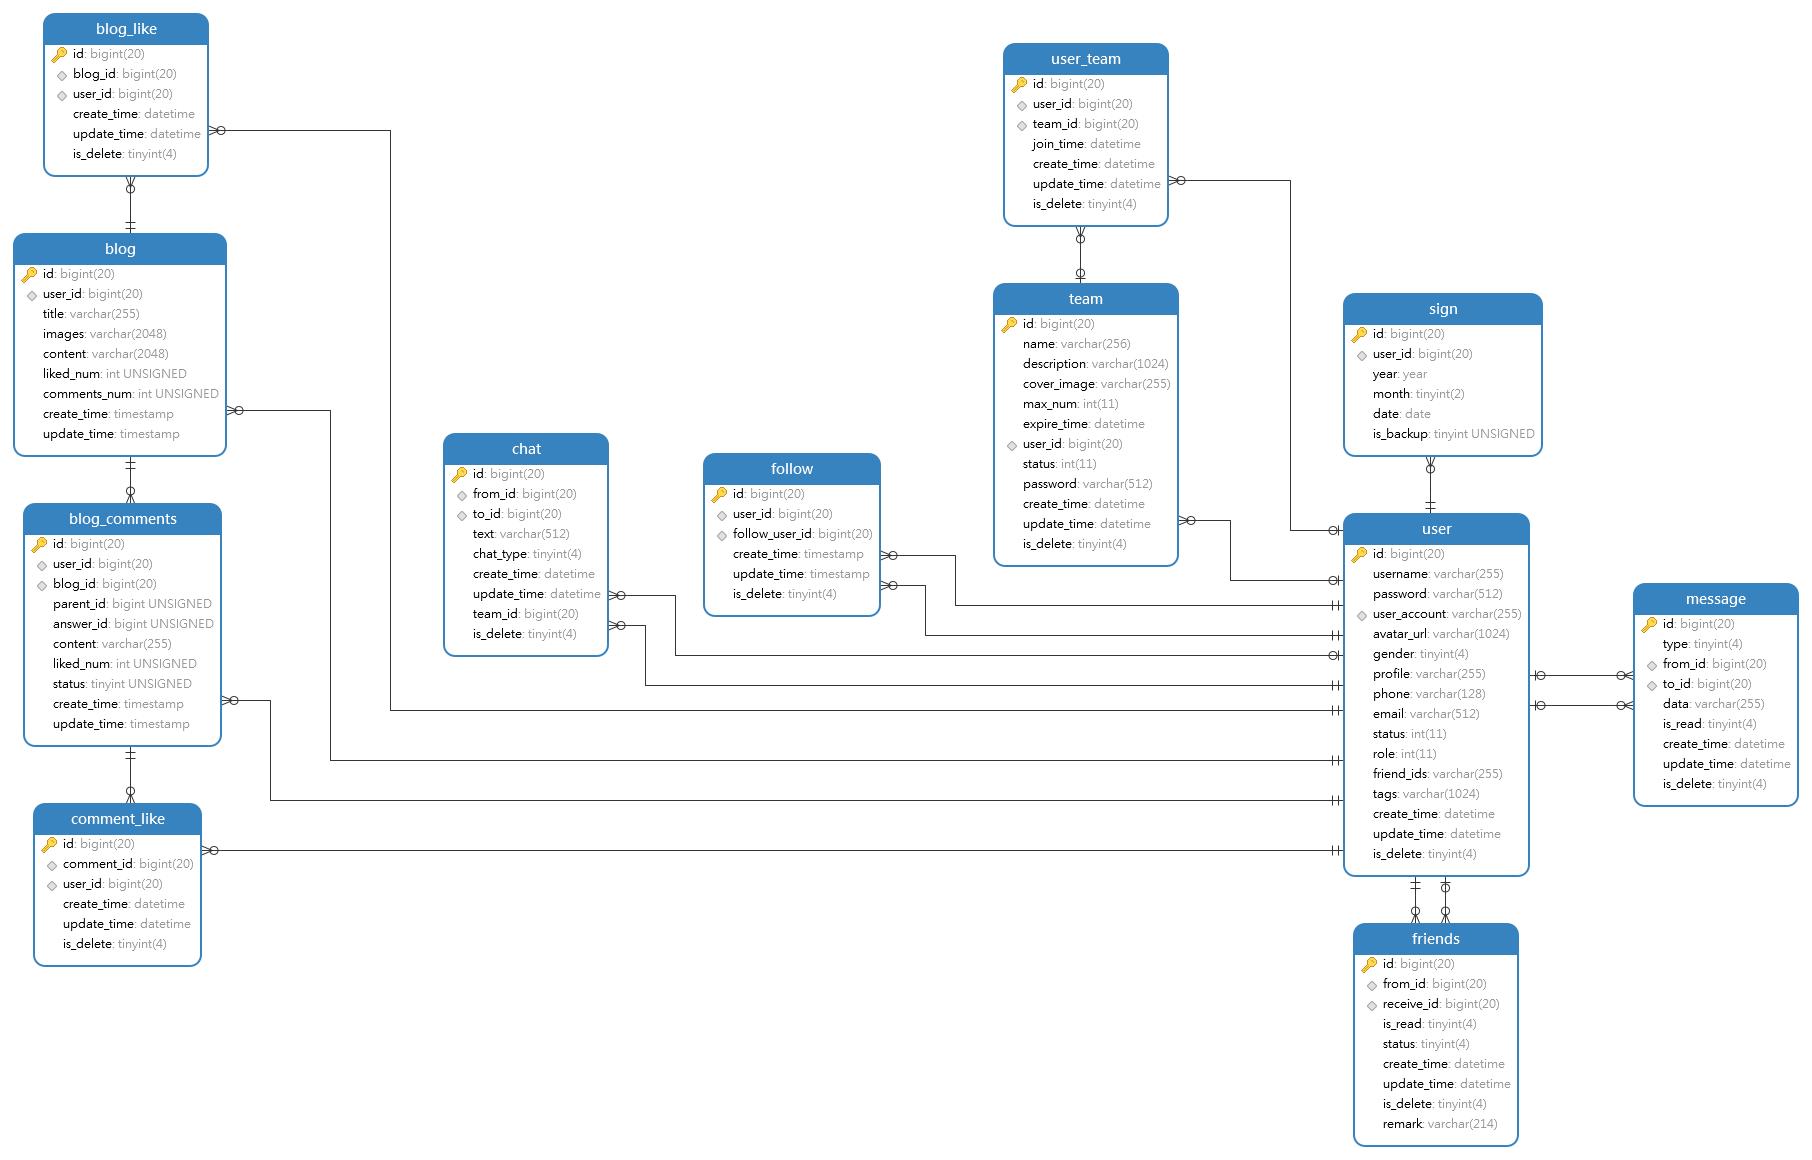 blog_like
id: bigint(20)
blog_id: bigint(20)
user_id: bigint(20)
create_time: datetime
update_time: datetime
is_delete: tinyint(4)
blog
id: bigint(20)
user_id: bigint(20)
title: varchar(255)
images: varchar(2048)
content: varchar(2048)
liked_num: int UNSIGNED
comments_num: int UNSIGNED
create_time: timestamp
update_time: timestamp
blog_comments
id: bigint(20)
user_id: bigint(20)
blog_id: bigint(20)
parent_id: bigint UNSIGNED
answer_id: bigint UNSIGNED
content: varchar(255)
liked_num: int UNSIGNED
status: tinyint UNSIGNED
create_time: timestamp
update_time: timestamp
comment_like
id: bigint(20)
comment_id: bigint(20)
user_id: bigint(20)
create_time: datetime
update_time: datetime
is_delete: tinyint(4)
chat
id: bigint(20)
from_id: bigint(20)
to_id: bigint(20)
text: varchar(512)
chat_type: tinyint(4)
create_time: datetime
update_time: datetime
team_id: bigint(20)
is_delete: tinyint(4)
follow
id: bigint(20)
user_id: bigint(20)
follow_user_id: bigint(20)
create_time: timestamp
update_time: timestamp
is_delete: tinyint(4)
user_team
id: bigint(20)
user_id: bigint(20)
team_id: bigint(20)
join_time: datetime
create_time: datetime
update_time: datetime
is_delete: tinyint(4)
team
id: bigint(20)
name: varchar(256)
description: varchar(1024)
cover_image: varchar(255)
max_num: int(11)
expire_time: datetime
user_id: bigint(20)
status: int(11)
password: varchar(512)
create_time: datetime
update_time: datetime
is_delete: tinyint(4)
sign
id: bigint(20)
user_id: bigint(20)
year: year
month: tinyint(2)
date: date
is_backup: tinyint UNSIGNED
user
id: bigint(20)
username: varchar(255)
password: varchar(512)
user_account: varchar(255)
avatar_url: varchar(1024)
gender: tinyint(4)
profile: varchar(255)
phone: varchar(128)
email: varchar(512)
status: int(11)
role: int(11)
friend_ids: varchar(255)
tags: varchar(1024)
create_time: datetime
update_time: datetime
is_delete: tinyint(4)
message
id: bigint(20)
type: tinyint(4)
from_id: bigint(20)
to_id: bigint(20)
data: varchar(255)
is_read: tinyint(4)
create_time: datetime
update_time: datetime
is_delete: tinyint(4)
friends
id: bigint(20)
from_id: bigint(20)
receive_id: bigint(20)
is_read: tinyint(4)
status: tinyint(4)
create_time: datetime
update_time: datetime
is_delete: tinyint(4)
remark: varchar(214)